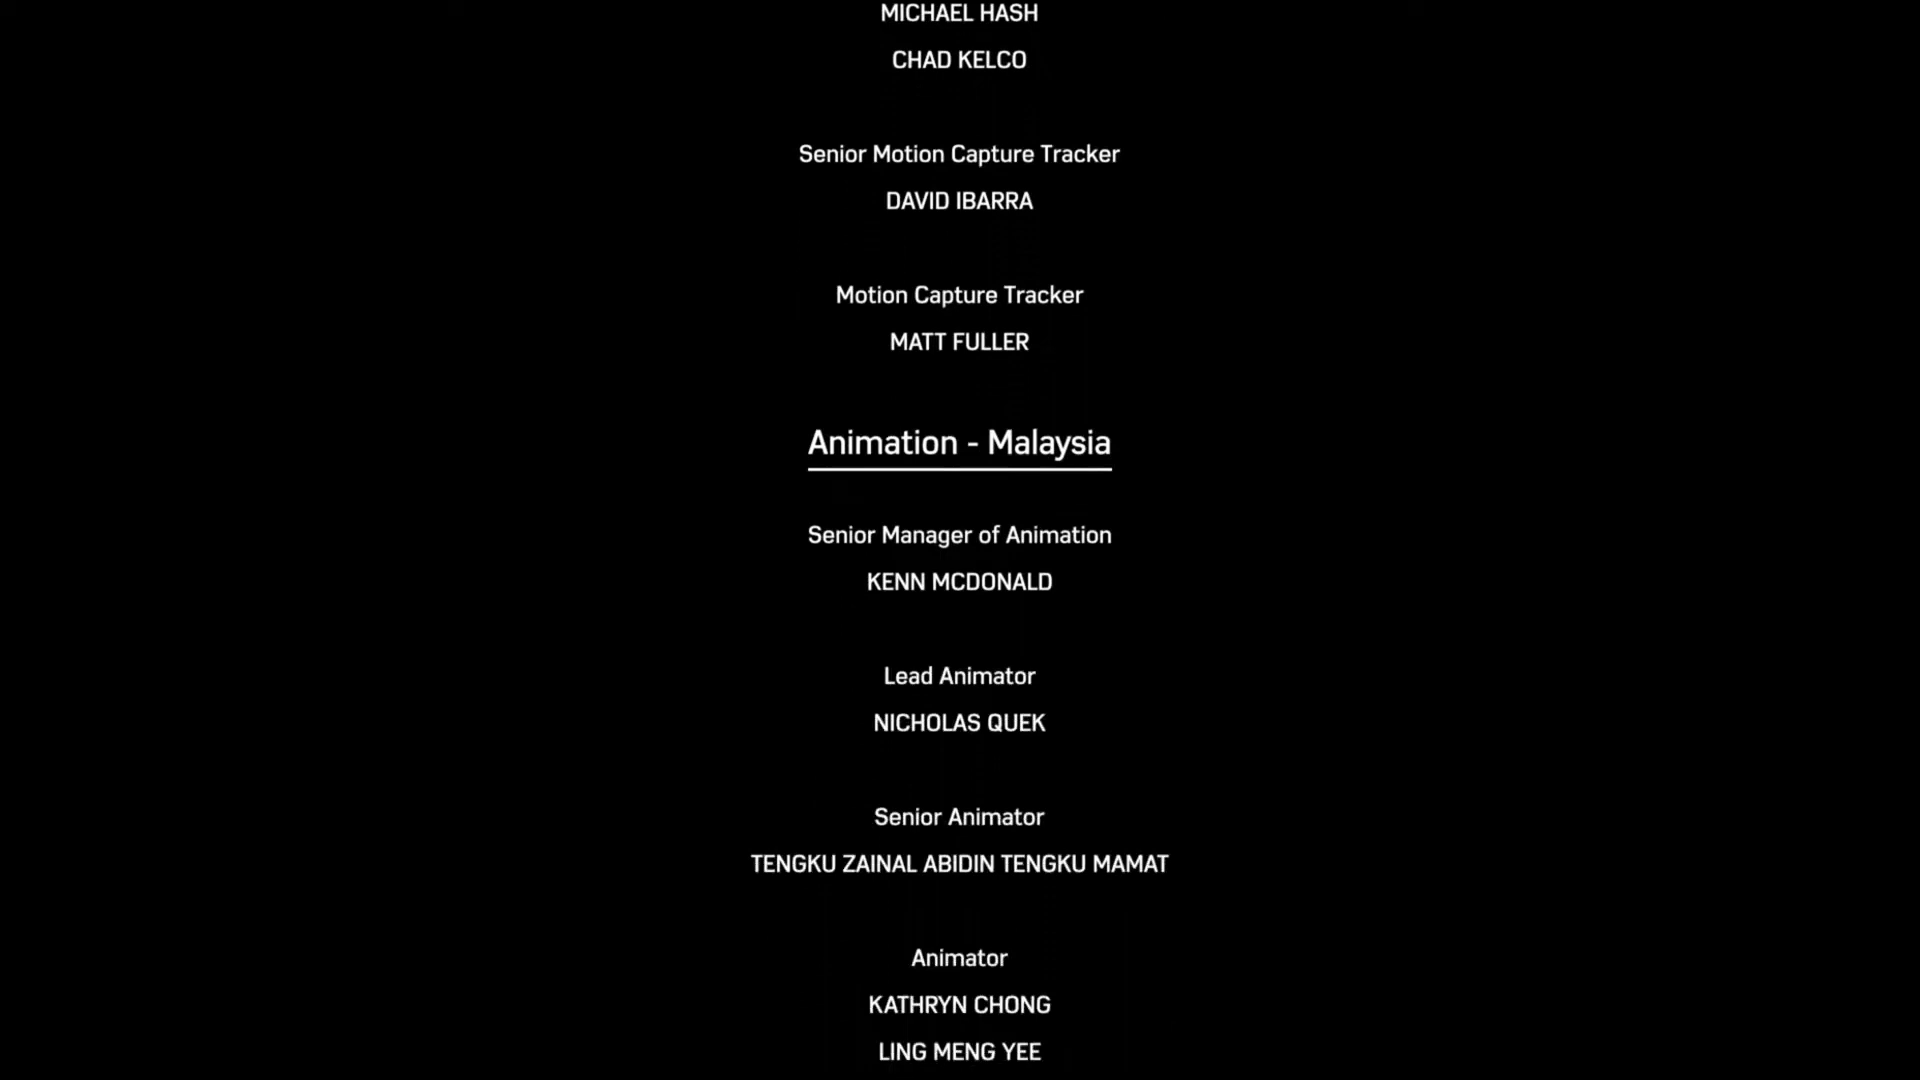 MICHAEL HASH
CHAD KELCO
Senior Motion Capture Tracker
DAVID IBARRA
Motion Capture Tracker
MATT FULLER
Animation - Malaysia
Senior Manager of Animation
KENN MCDONALD
Lead Animator
NICHOLAS QUEK
Senior Animator
TENGKU ZAINAL ABIDIN TENGKU MAMAT
Animator
KATHRYN CHONG
LING MENG YEE